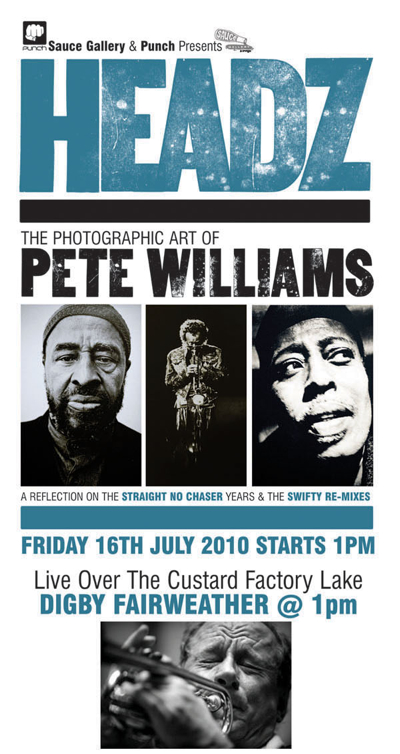 PUNCH Sauce Gallery & Punch Presents
HEADZ
THE PHOTOGRAPHIC ART OF
PETE WILLIAMS
A REFLECTION ON THE STRAIGHT NO CHASER YEARS & THE SWIFTY RE-MIXES
FRIDAY 16TH JULY 2010 STARTS 1PM
Live Over The Custard Factory Lake
DIGBY FAIRWEATHER @ 1pm